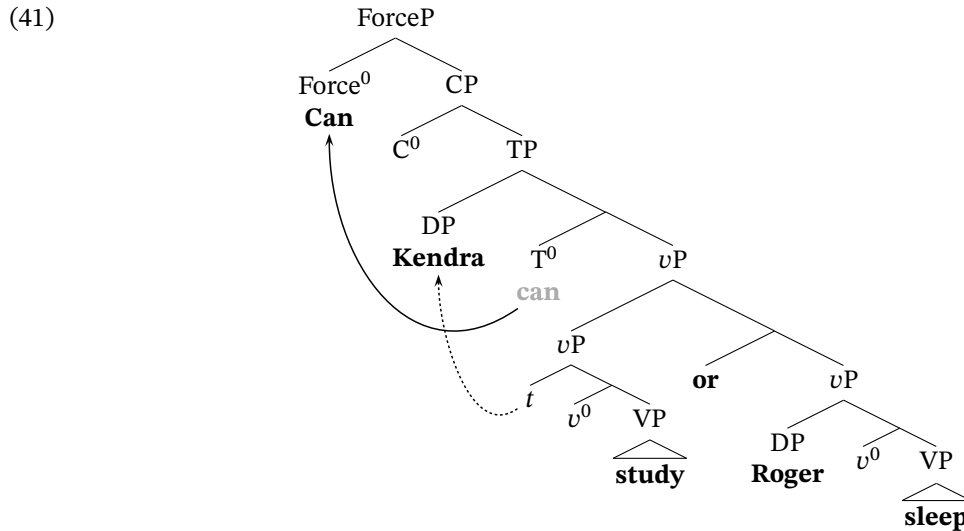 (41)
ForceP
Force⁰ CP
Can
C⁰ TP
DP
Kendra T⁰ vP
can
vP
or vP
t v⁰ VP
study
DP v⁰ VP
Roger
sleep